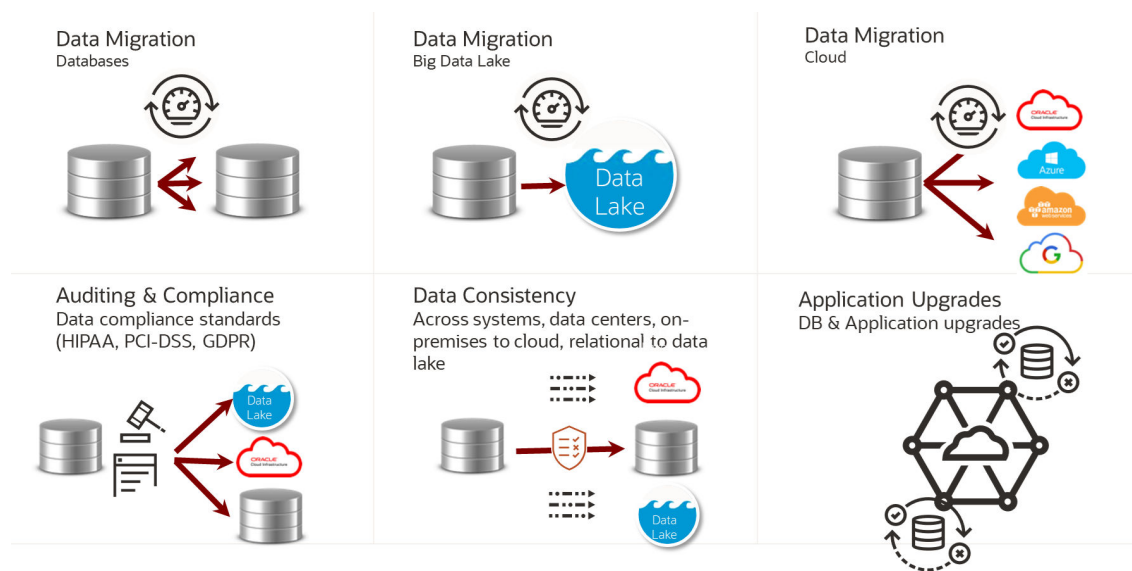 Data Migration
Databases
Data Migration
Big Data Lake
Data
Lake
Data Migration
Cloud
ORACLE
Cloud Infrastructure
Azure
amazon
webservices
G
Auditing & Compliance
Data compliance standards
(HIPAA, PCI-DSS, GDPR)
Data
Lake
ORACLE
Cloud Infrastructure
Data Consistency
Across systems, data centers, on-
premises to cloud, relational to data
lake
ORACLE
Cloud Infrastructure
Data
Lake
Application Upgrades
DB & Application upgrades